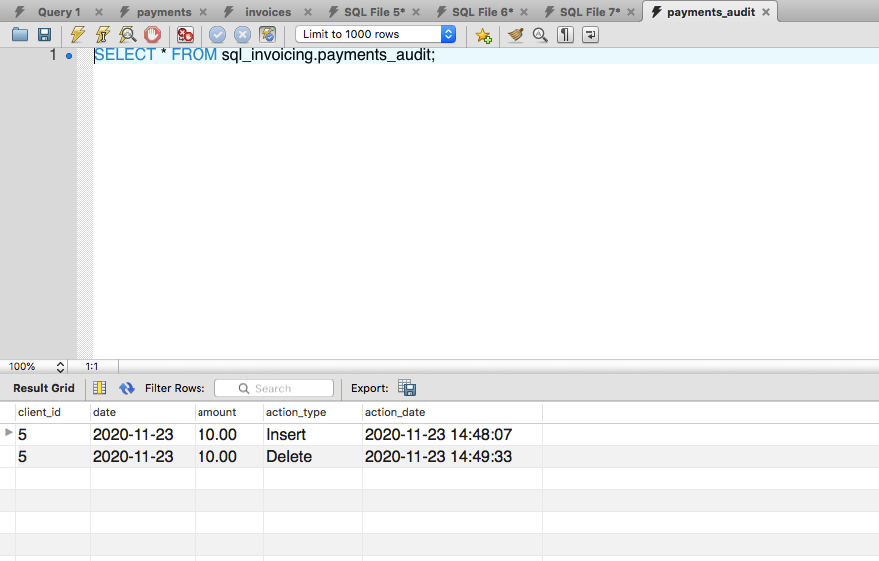 Query 1 payments invoices SQL File 5* SQL File 6* SQL File 7* payments_audit
Limit to 1000 rows
1 SELECT * FROM sql_invoicing.payments_audit;
100% 1:1
Result Grid Filter Rows: Search Export:
client_id date amount action_type action_date
5 2020-11-23 10.00 Insert 2020-11-23 14:48:07
5 2020-11-23 10.00 Delete 2020-11-23 14:49:33